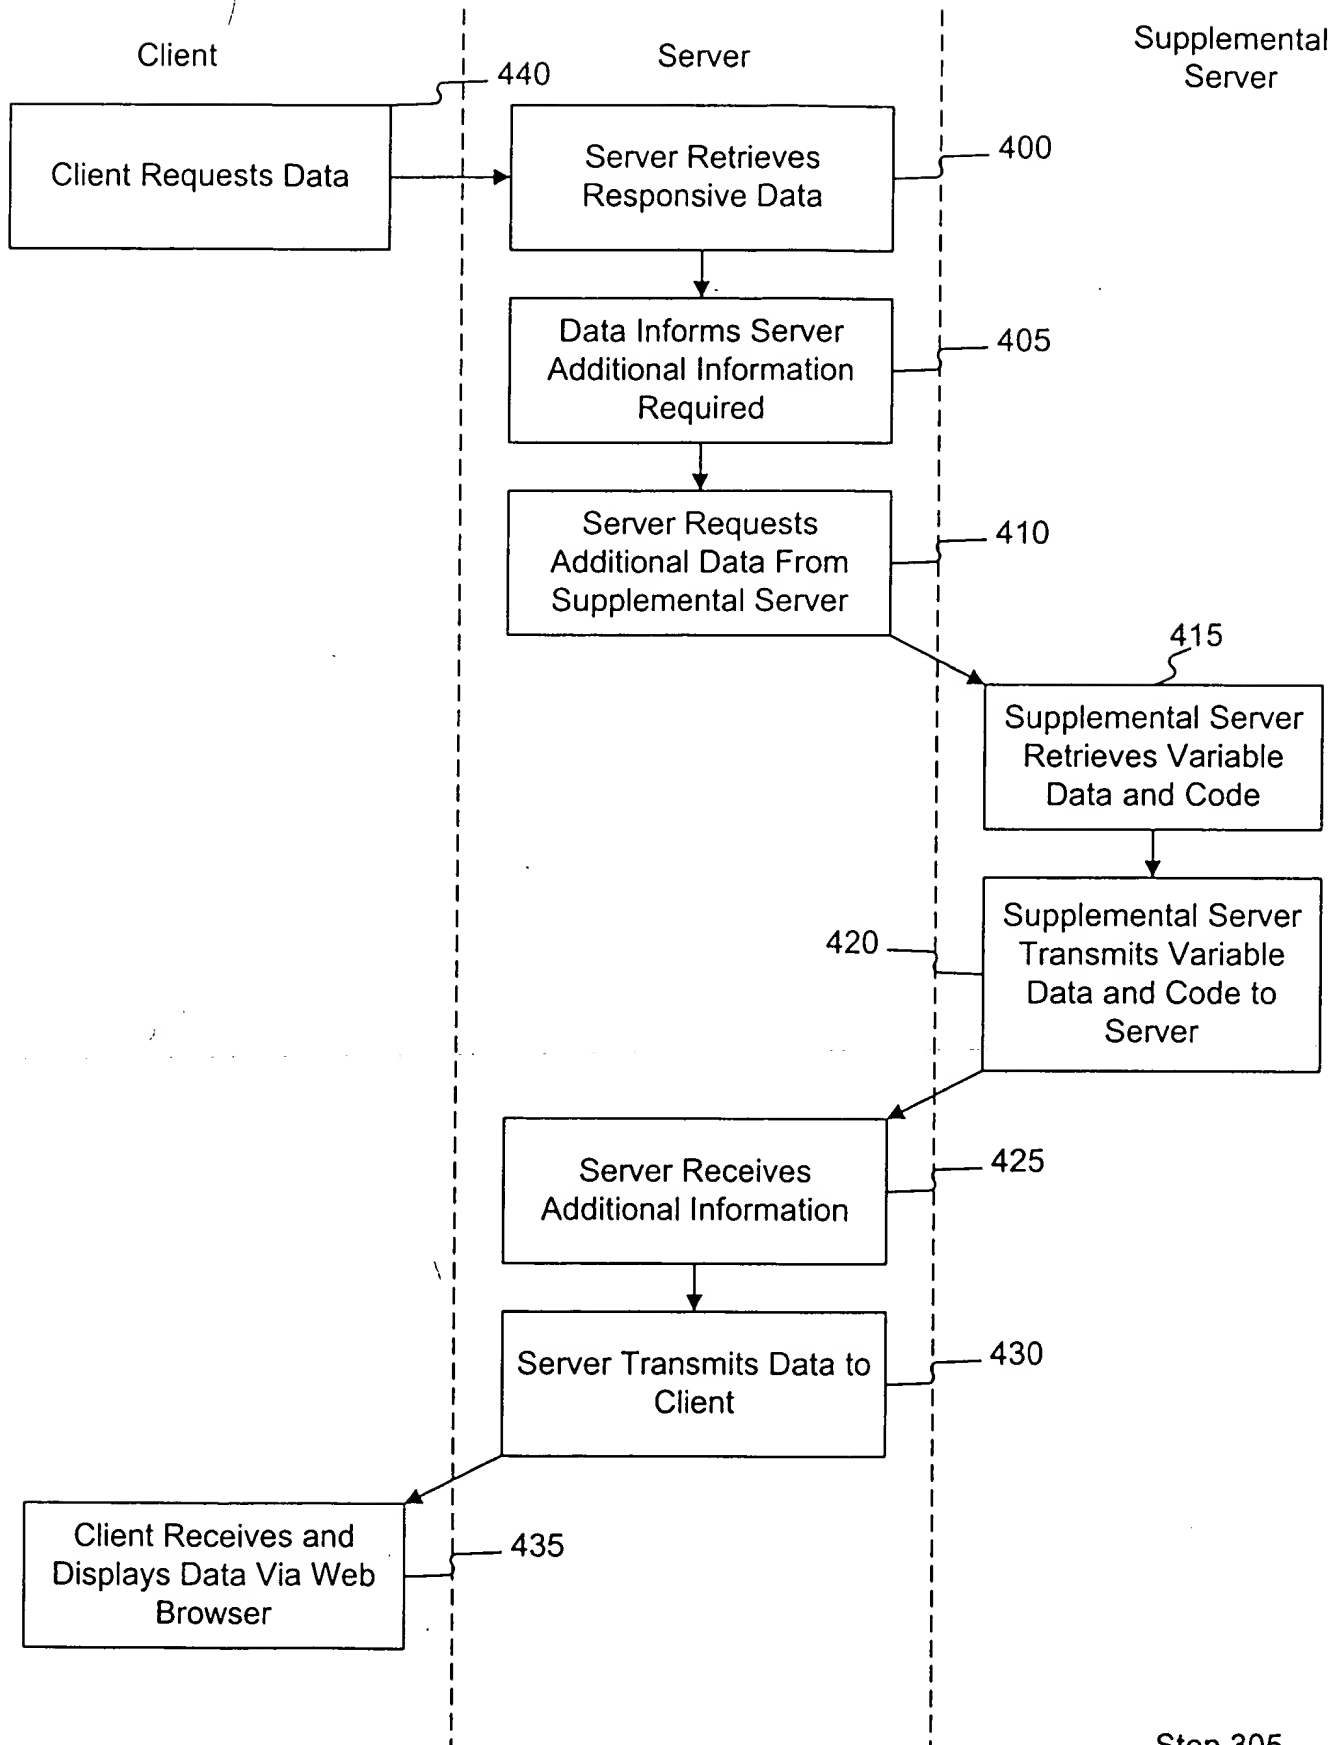 Client
Server
Supplemental
Server
440
Client Requests Data
Server Retrieves
Responsive Data
400
Data Informs Server
Additional Information
Required
405
Server Requests
Additional Data From
Supplemental Server
410
415
Supplemental Server
Retrieves Variable
Data and Code
420
Supplemental Server
Transmits Variable
Data and Code to
Server
Server Receives
Additional Information
425
Server Transmits Data to
Client
430
Client Receives and
Displays Data Via Web
Browser
435
Step 305